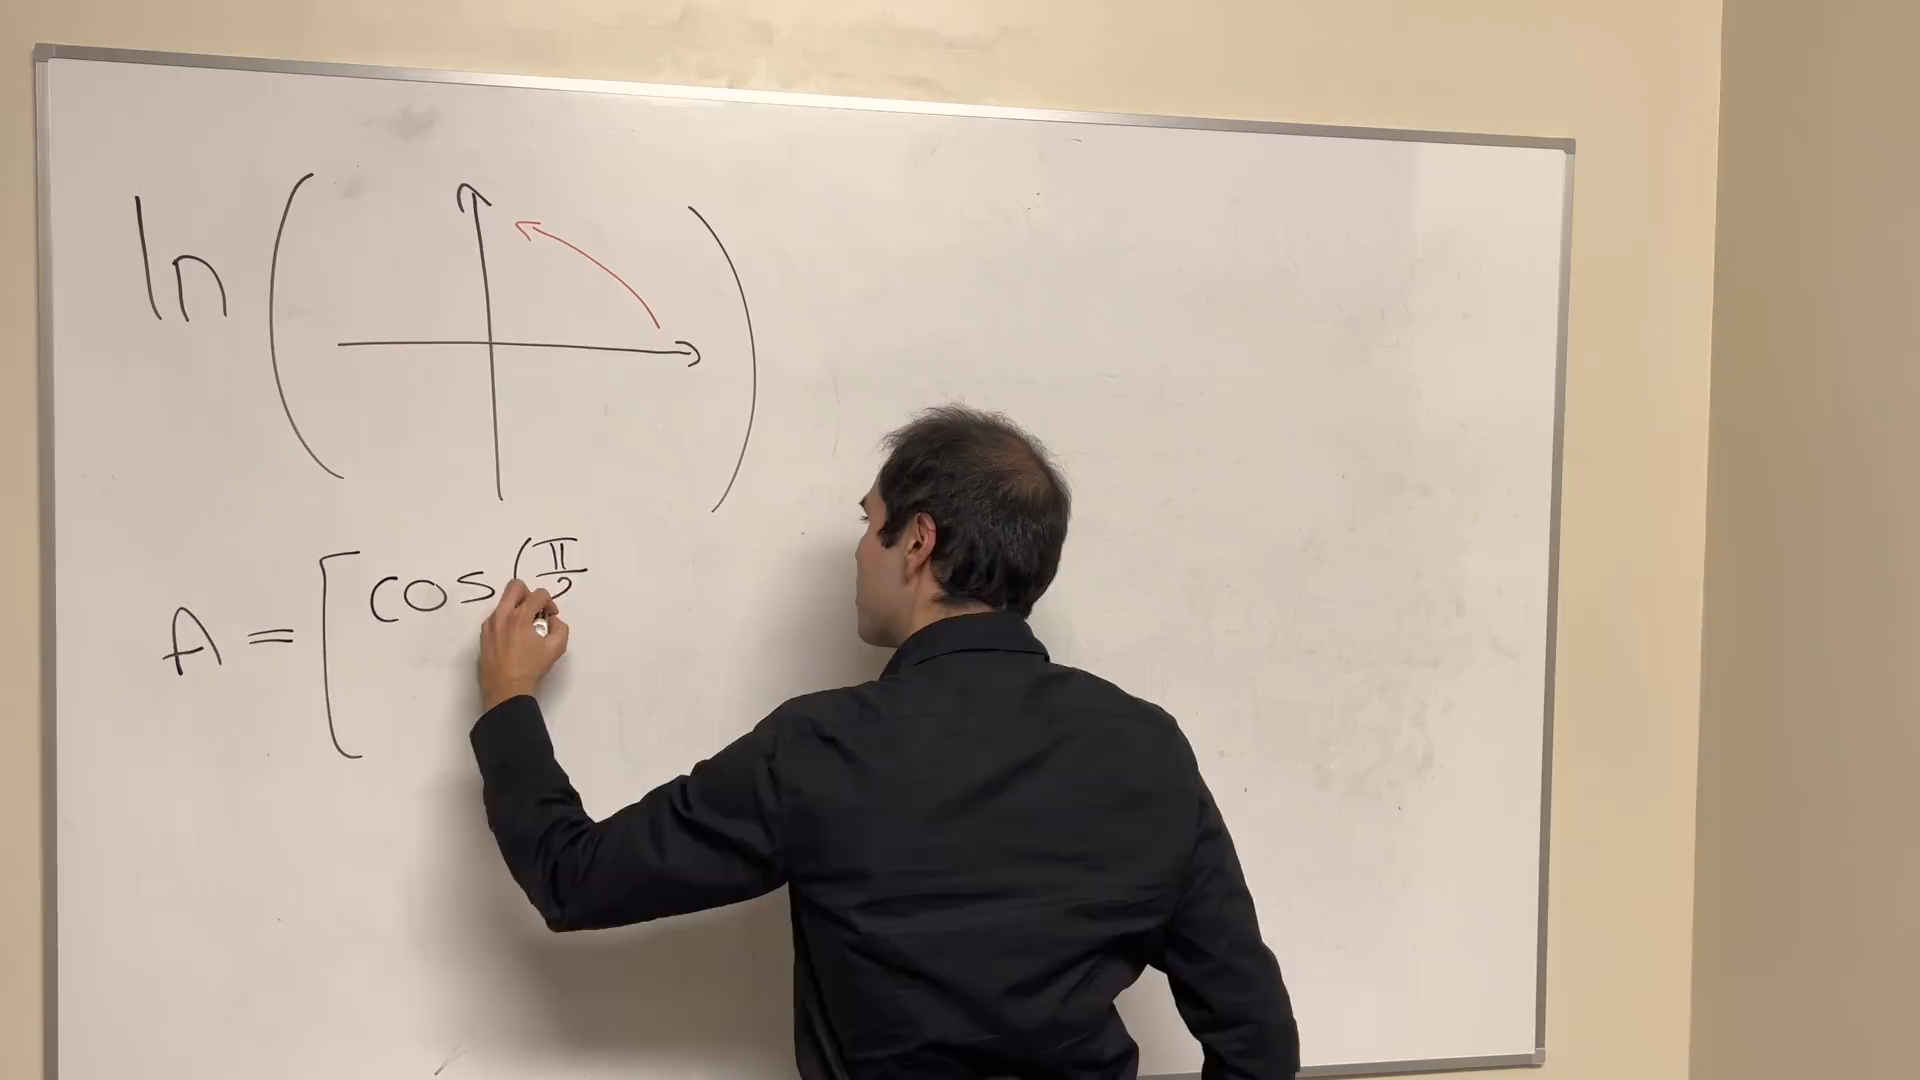 ln ( )
A = [ cos (π/2